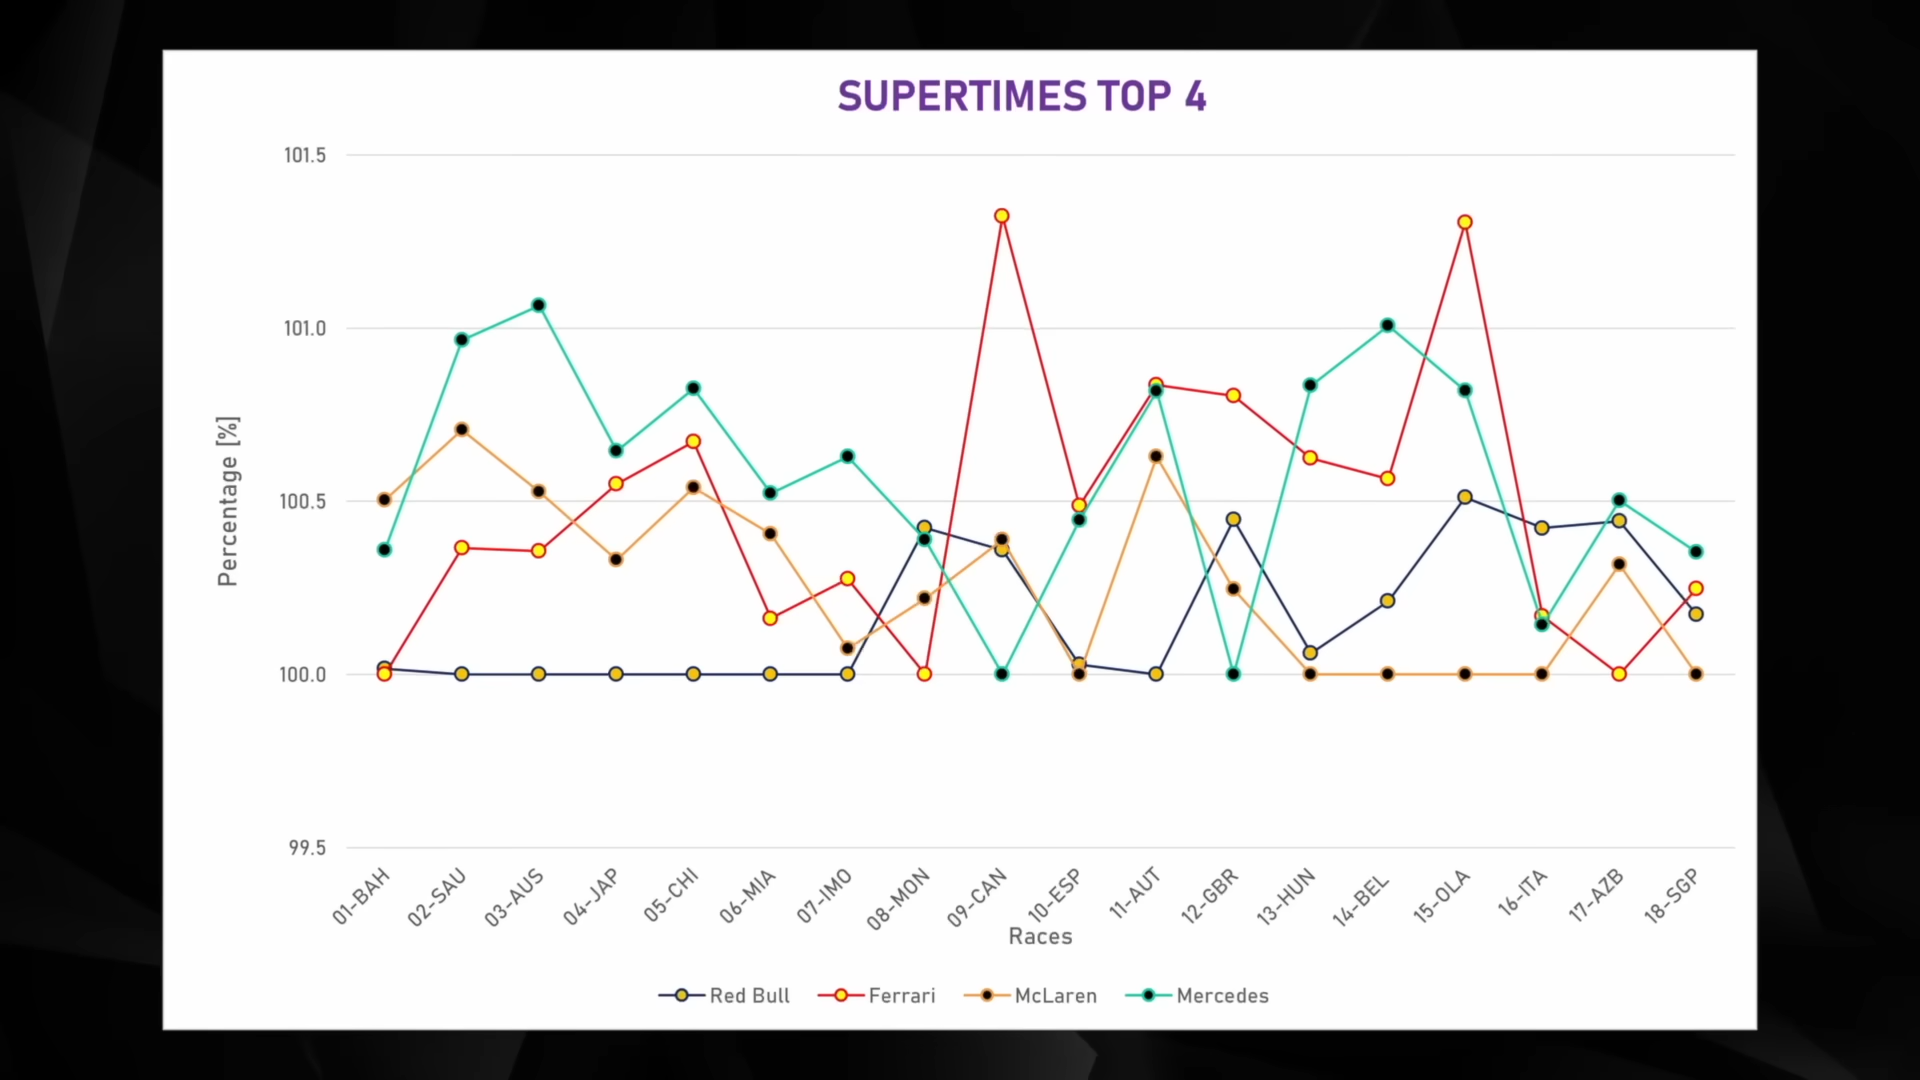 SUPERTIMES TOP 4
101.5
101.0
100.5
100.0
99.5
Percentage [%]
01-BAH
02-SAU
03-AUS
04-JAP
05-CHI
06-MIA
07-IMO
08-MON
09-CAN
10-ESP
11-AUT
12-GBR
13-HUN
14-BEL
15-OLA
16-ITA
17-AZB
18-SGP
Races
Red Bull Ferrari McLaren Mercedes